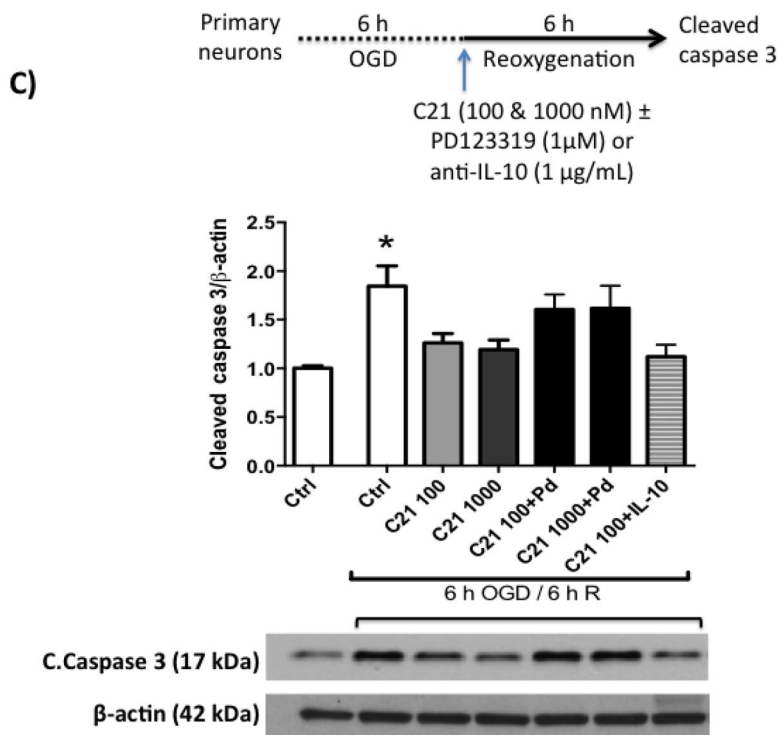 Primary neurons
6 h
OGD
6 h
Reoxygenation
Cleaved caspase 3
C)
C21 (100 & 1000 nM) ±
PD123319 (1µM) or
anti-IL-10 (1 µg/mL)
Cleaved caspase 3/β-actin
2.5
2.0
1.5
1.0
0.5
0.0
*
Ctrl
Ctrl
C21 100
C21 1000
C21 100+Pd
C21 1000+Pd
C21 100+IL-10
6 h OGD / 6 h R
C.Caspase 3 (17 kDa)
β-actin (42 kDa)